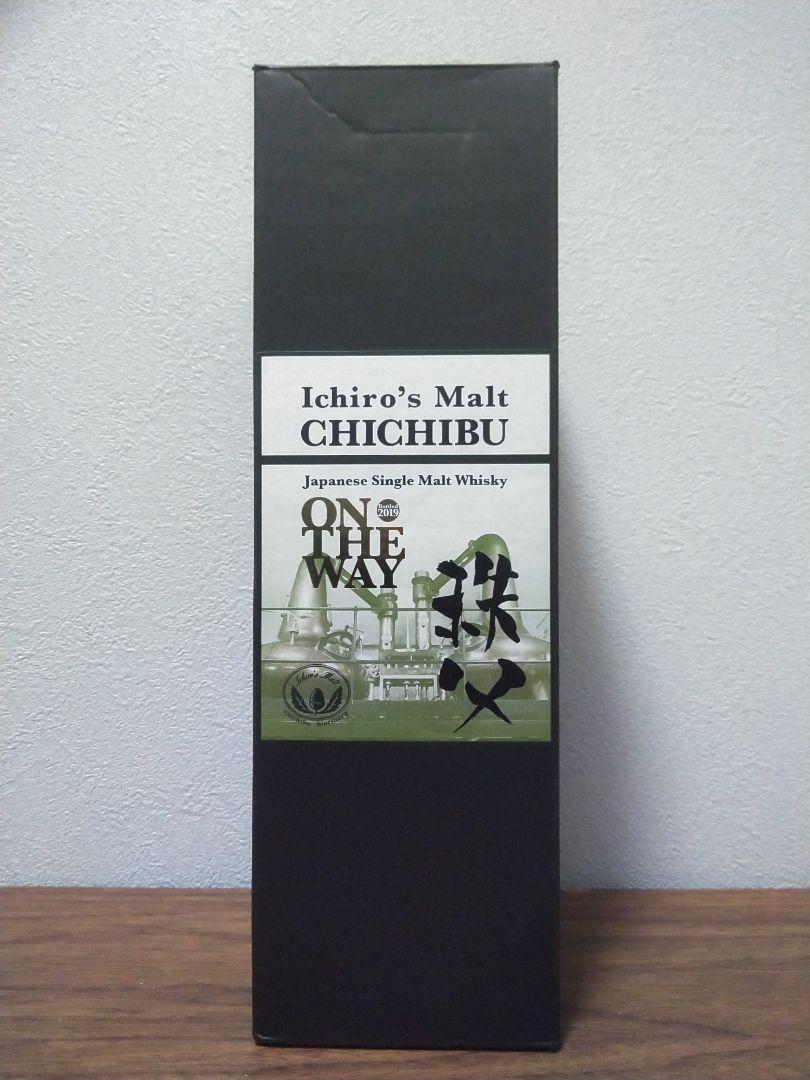 Ichiro's Malt
CHICHIBU
Japanese Single Malt Whisky
ON
Bottled
2019
THE
WAY
秩父
Ichiro's Malt